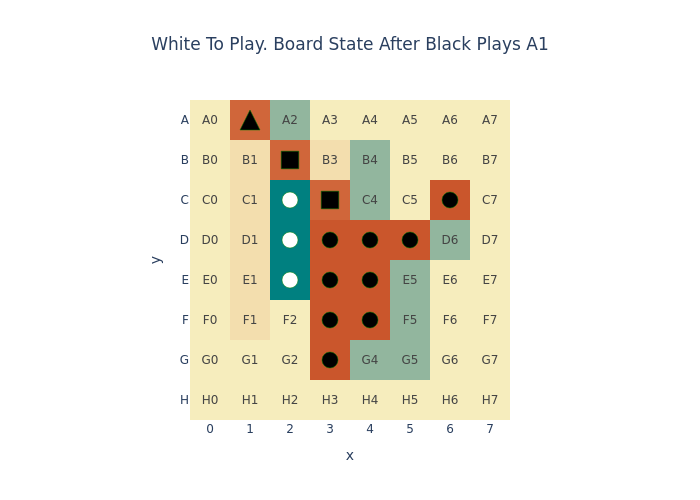 White To Play. Board State After Black Plays A1
A A0 A2 A3 A4 A5 A6 A7
B B0 B1 B3 B4 B5 B6 B7
C C0 C1 C4 C5 C7
D D0 D1 D6 D7
E E0 E1 E5 E6 E7
F F0 F1 F2 F5 F6 F7
G G0 G1 G2 G4 G5 G6 G7
H H0 H1 H2 H3 H4 H5 H6 H7
0 1 2 3 4 5 6 7
x
y